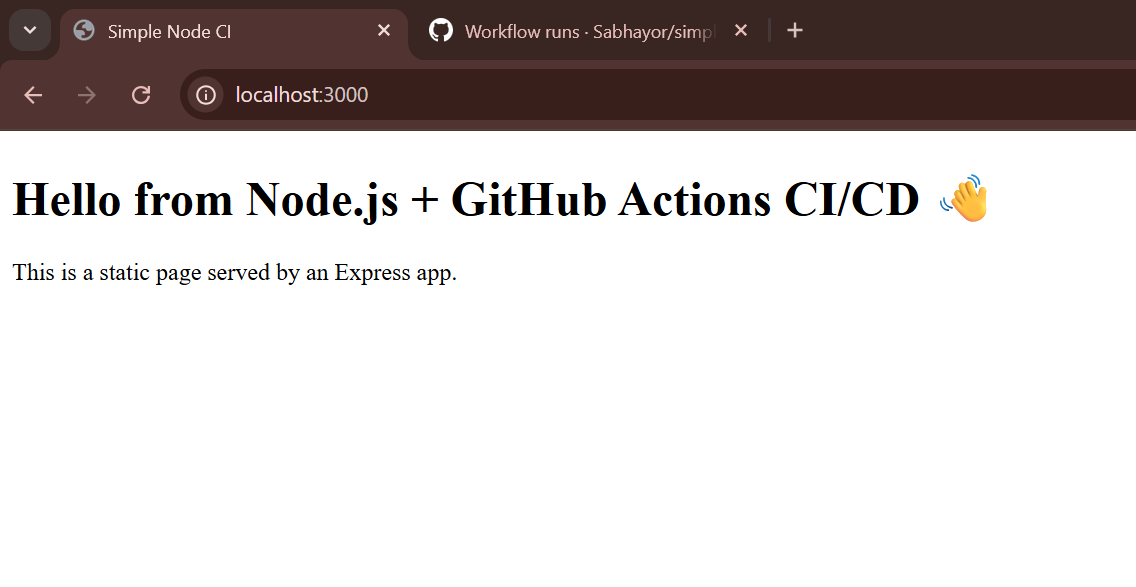 Simple Node CI
Workflow runs · Sabhayor/simpl
localhost:3000
Hello from Node.js + GitHub Actions CI/CD 👋
This is a static page served by an Express app.